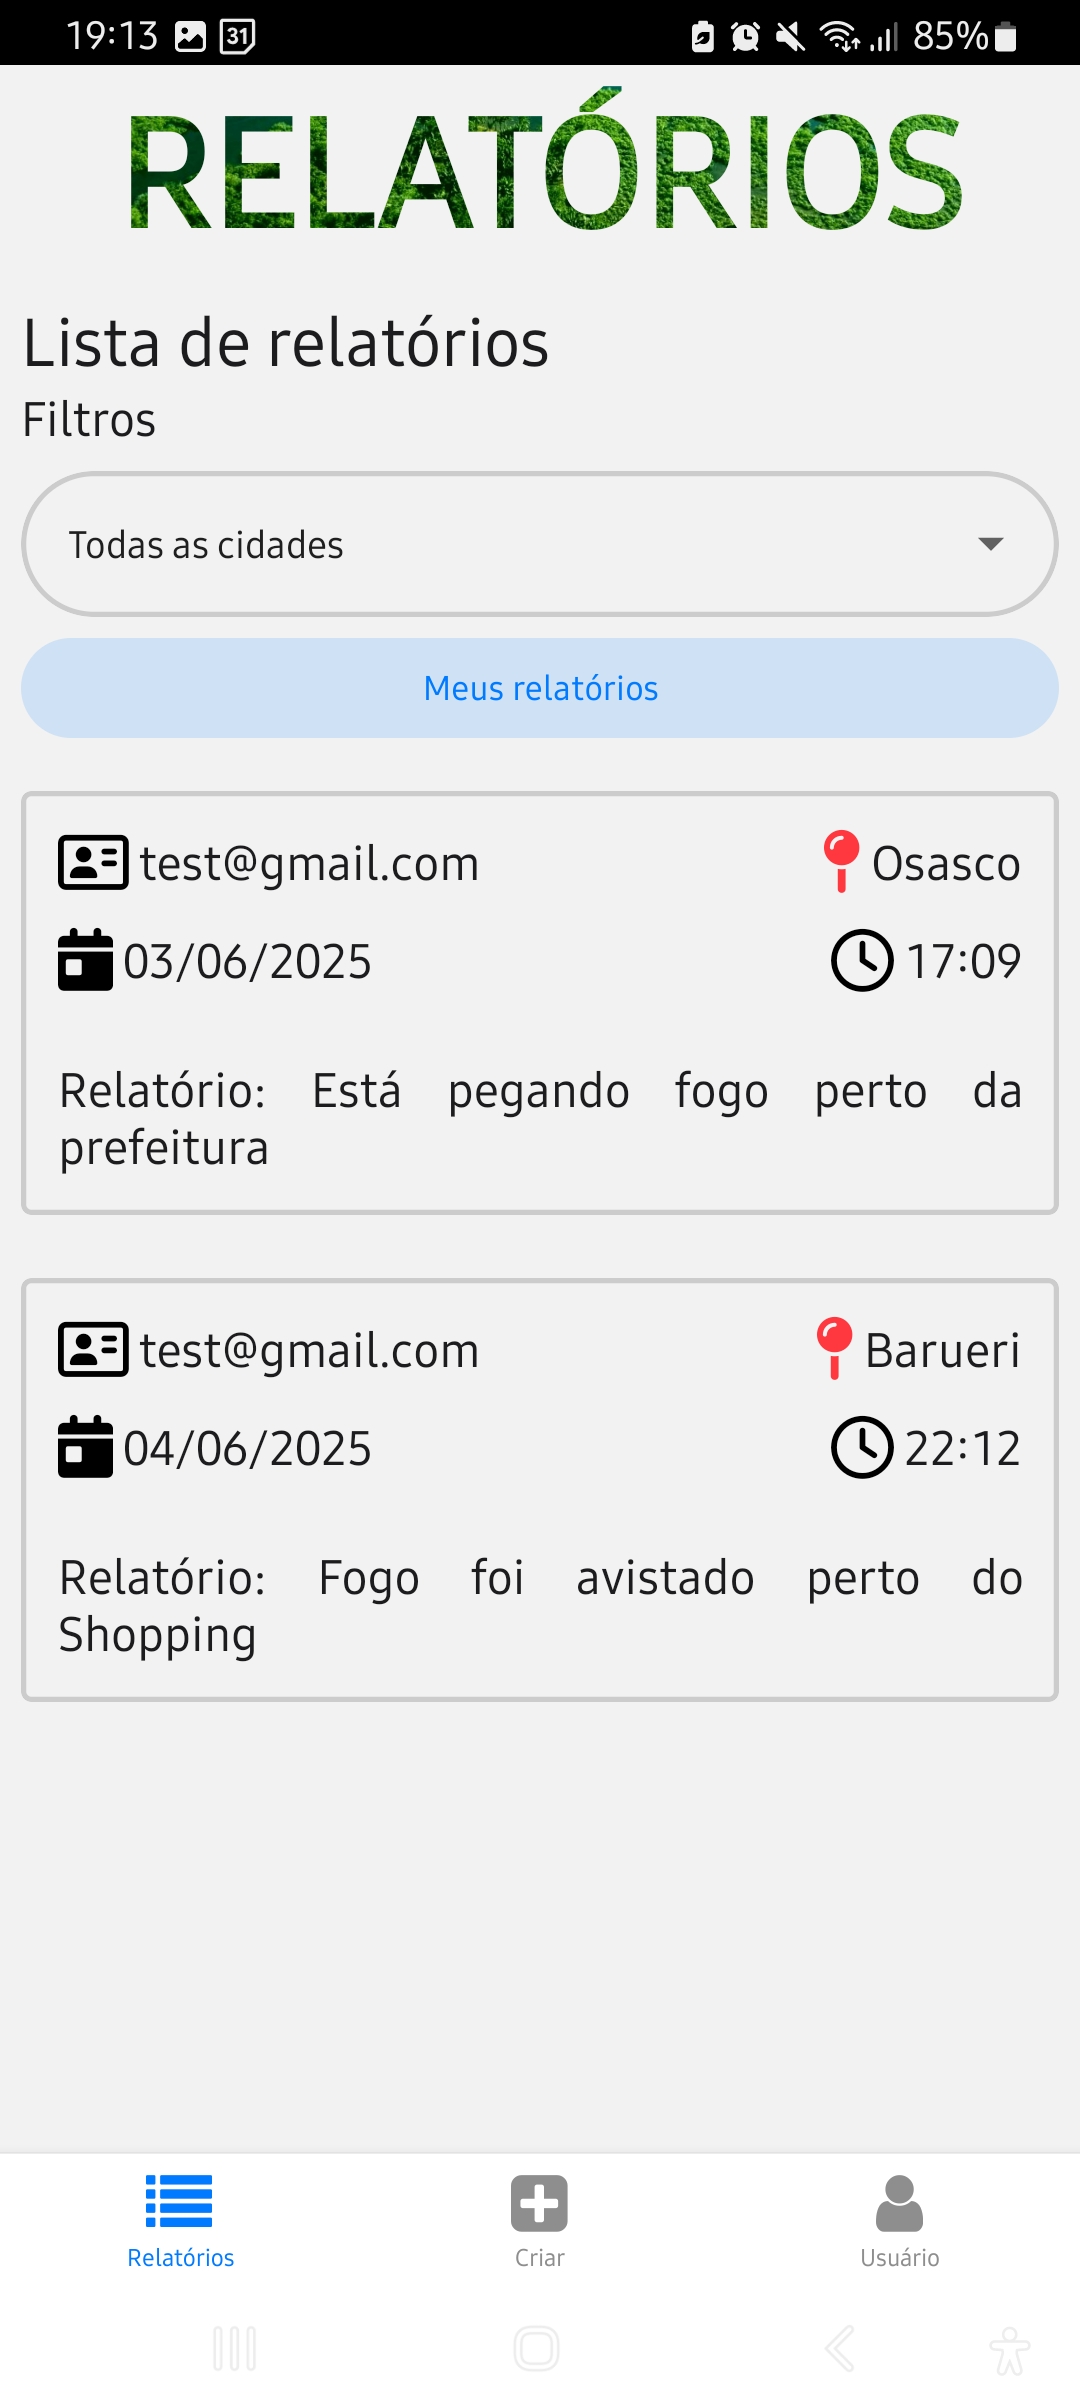 19:13 31 85%
RELATÓRIOS
Lista de relatórios
Filtros
Todas as cidades
Meus relatórios
test@gmail.com Osasco
03/06/2025 17:09
Relatório: Está pegando fogo perto da
prefeitura
test@gmail.com Barueri
04/06/2025 22:12
Relatório: Fogo foi avistado perto do
Shopping
Relatórios Criar Usuário